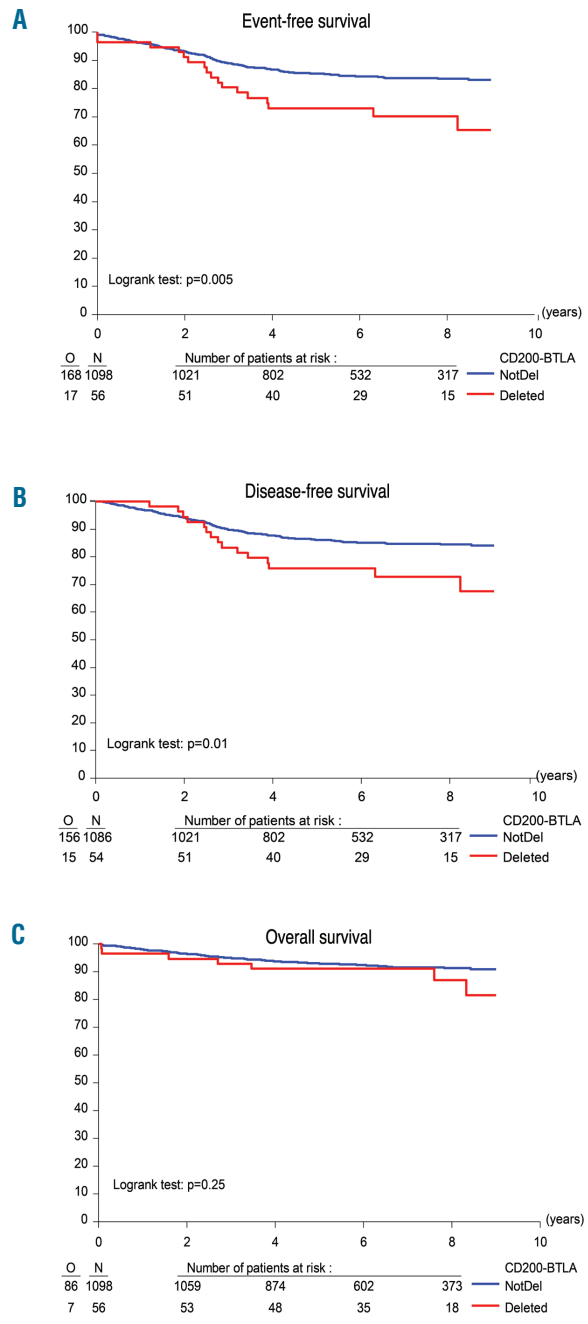 A
Event-free survival
100
90
80
70
60
50
40
30
20
10
0
Logrank test: p=0.005
(years)
0 2 4 6 8 10
O N Number of patients at risk : CD200-BTLA
168 1098 1021 802 532 317 NotDel
17 56 51 40 29 15 Deleted
B
Disease-free survival
100
90
80
70
60
50
40
30
20
10
0
Logrank test: p=0.01
(years)
0 2 4 6 8 10
O N Number of patients at risk : CD200-BTLA
156 1086 1021 802 532 317 NotDel
15 54 51 40 29 15 Deleted
C
Overall survival
100
90
80
70
60
50
40
30
20
10
0
Logrank test: p=0.25
(years)
0 2 4 6 8 10
O N Number of patients at risk : CD200-BTLA
86 1098 1059 874 602 373 NotDel
7 56 53 48 35 18 Deleted